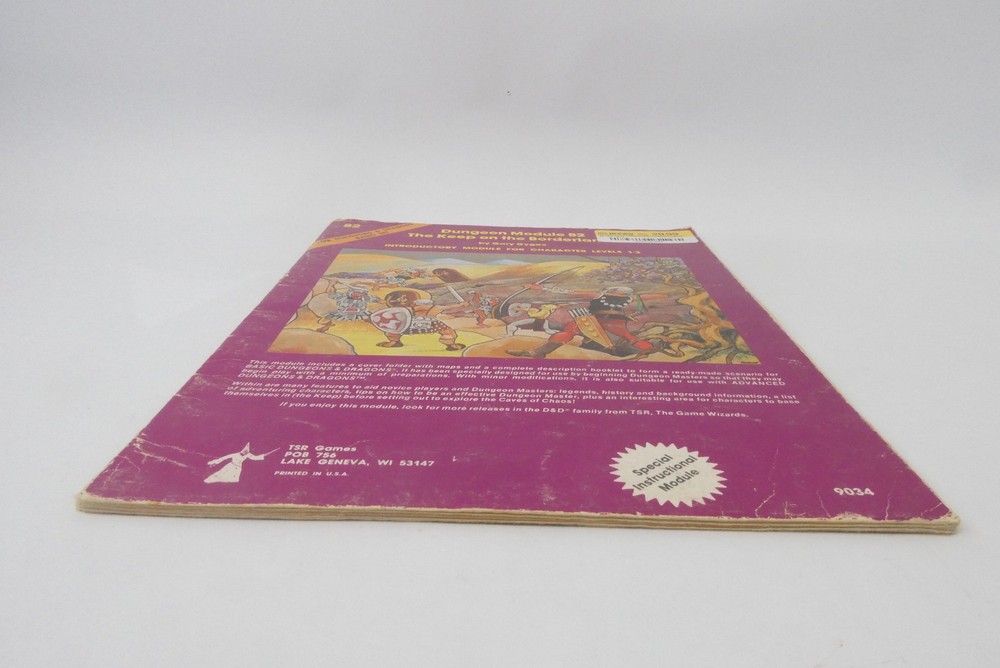 B2
Dungeon Module B2
The Keep on the
by Gary Gygax
INTRODUCTORY MODULE FOR CHARACTER LEVELS 1-3
This module includes a cover folder with maps and a complete description booklet to form a ready-made scenario for
BASIC DUNGEONS & DRAGONS®. It has been specially designed for use by beginning Dungeon Masters so that they may
begin play with a minimum of preparations. With minor modifications, it is also suitable for use with ADVANCED
DUNGEONS & DRAGONS™.
Within are many features to aid novice players and Dungeon Masters: legends, history and background information, a list
of adventuring characters, tips on how to be an effective Dungeon Master, plus an interesting area for characters to base
themselves in (the Keep) before setting out to explore the Caves of Chaos!
If you enjoy this module, look for more releases in the D&D® family from TSR, The Game Wizards.
TSR Games
POB 756
LAKE GENEVA, WI 53147
PRINTED IN U.S.A.
Special
Instructional
Module
9034